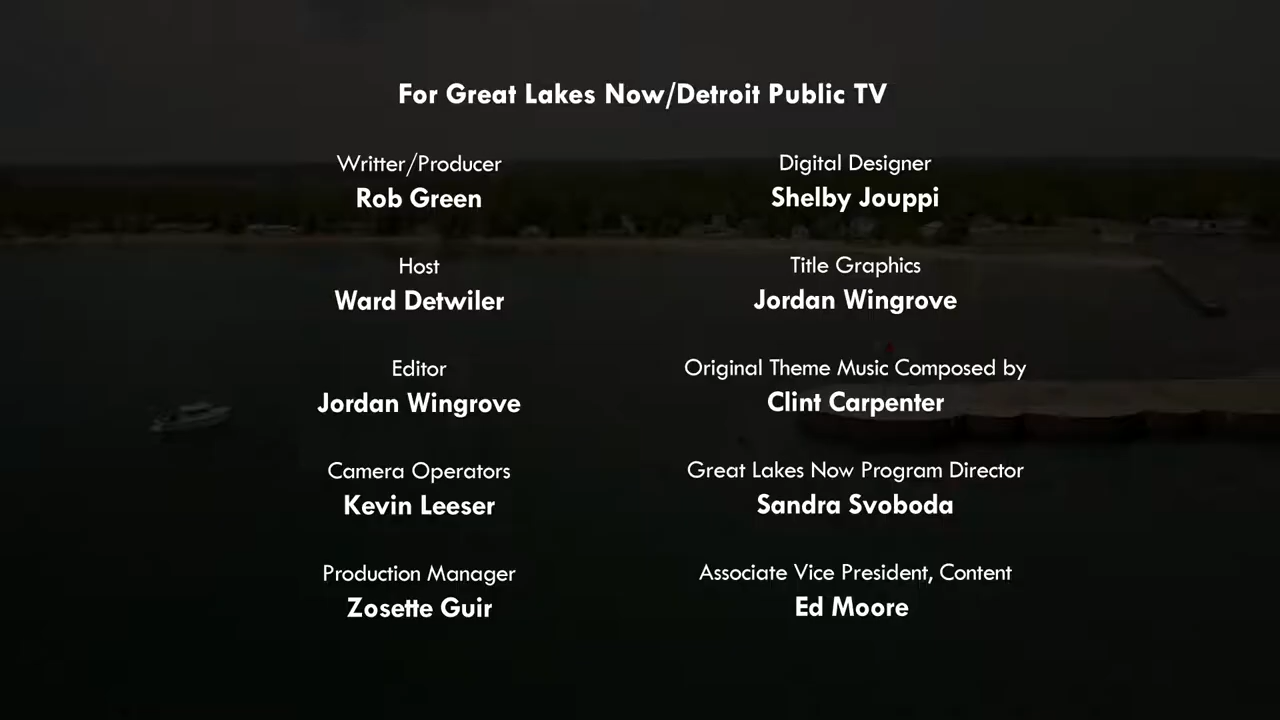 For Great Lakes Now/Detroit Public TV
Writter/Producer
Rob Green
Host
Ward Detwiler
Editor
Jordan Wingrove
Camera Operators
Kevin Leeser
Production Manager
Zosette Guir
Digital Designer
Shelby Jouppi
Title Graphics
Jordan Wingrove
Original Theme Music Composed by
Clint Carpenter
Great Lakes Now Program Director
Sandra Svoboda
Associate Vice President, Content
Ed Moore